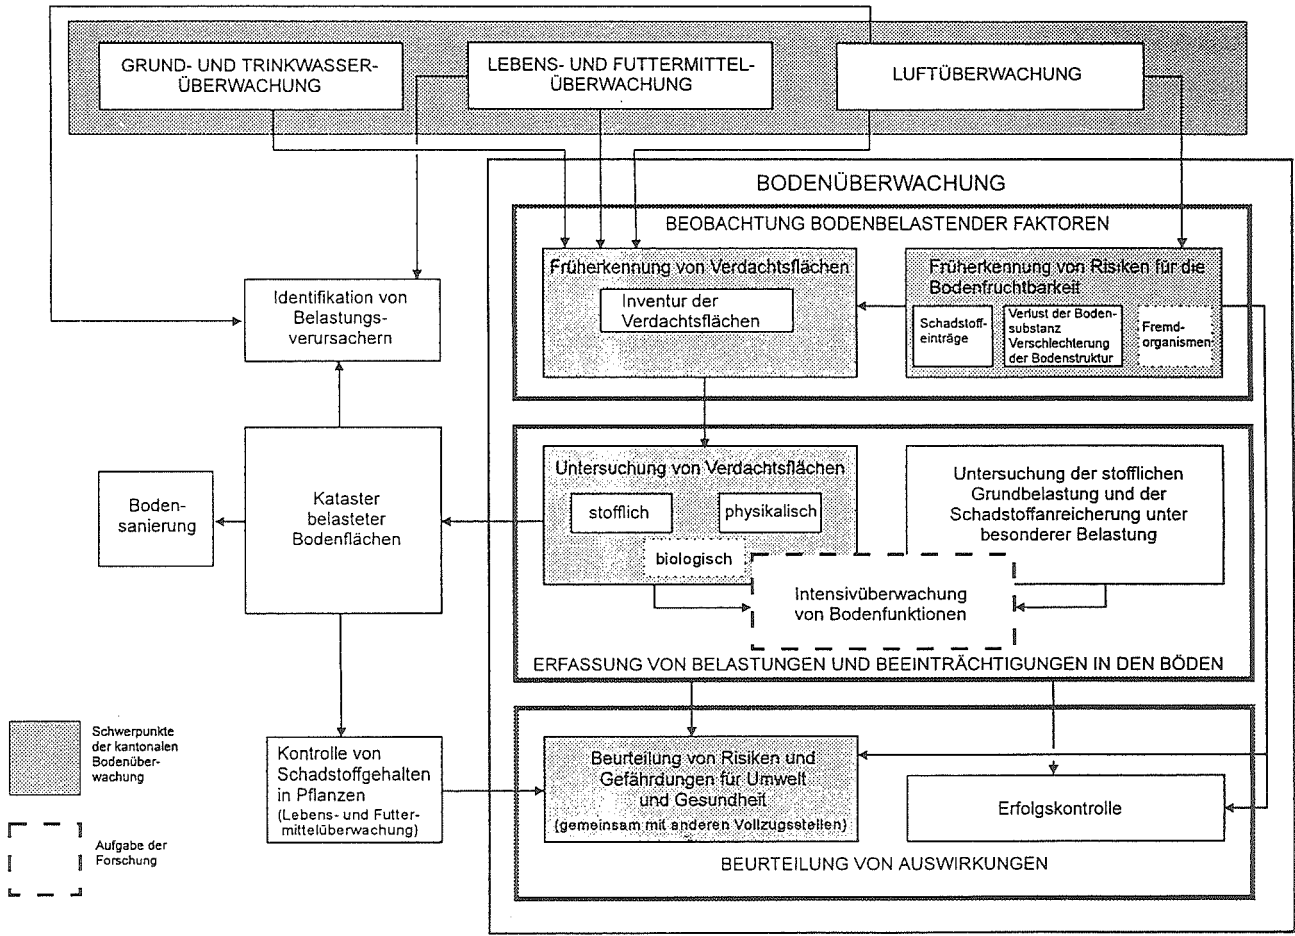 GRUND- UND TRINKWASSER-
ÜBERWACHUNG
LEBENS- UND FUTTERMITTEL-
ÜBERWACHUNG
LUFTÜBERWACHUNG
BODENÜBERWACHUNG
BEOBACHTUNG BODENBELASTENDER FAKTOREN
Früherkennung von Verdachtsflächen
Inventur der
Verdachtsflächen
Früherkennung von Risiken für die
Bodenfruchtbarkeit
Schadstoff-
einträge
Verlust der Boden-
substanz
Verschlechterung
der Bodenstruktur
Fremd-
organismen
Identifikation von
Belastungs-
verursachern
Untersuchung von Verdachtsflächen
stofflich
physikalisch
biologisch
Untersuchung der stofflichen
Grundbelastung und der
Schadstoffanreicherung unter
besonderer Belastung
Intensivüberwachung
von Bodenfunktionen
ERFASSUNG VON BELASTUNGEN UND BEEINTRÄCHTIGUNGEN IN DEN BÖDEN
Boden-
sanierung
Kataster
belasteter
Bodenflächen
Kontrolle von
Schadstoffgehalten
in Pflanzen
(Lebens- und Futter-
mittelüberwachung)
Beurteilung von Risiken und
Gefährdungen für Umwelt
und Gesundheit
(gemeinsam mit anderen Vollzugsstellen)
Erfolgskontrolle
BEURTEILUNG VON AUSWIRKUNGEN
Schwerpunkte
der kantonalen
Bodenüber-
wachung
Aufgabe der
Forschung